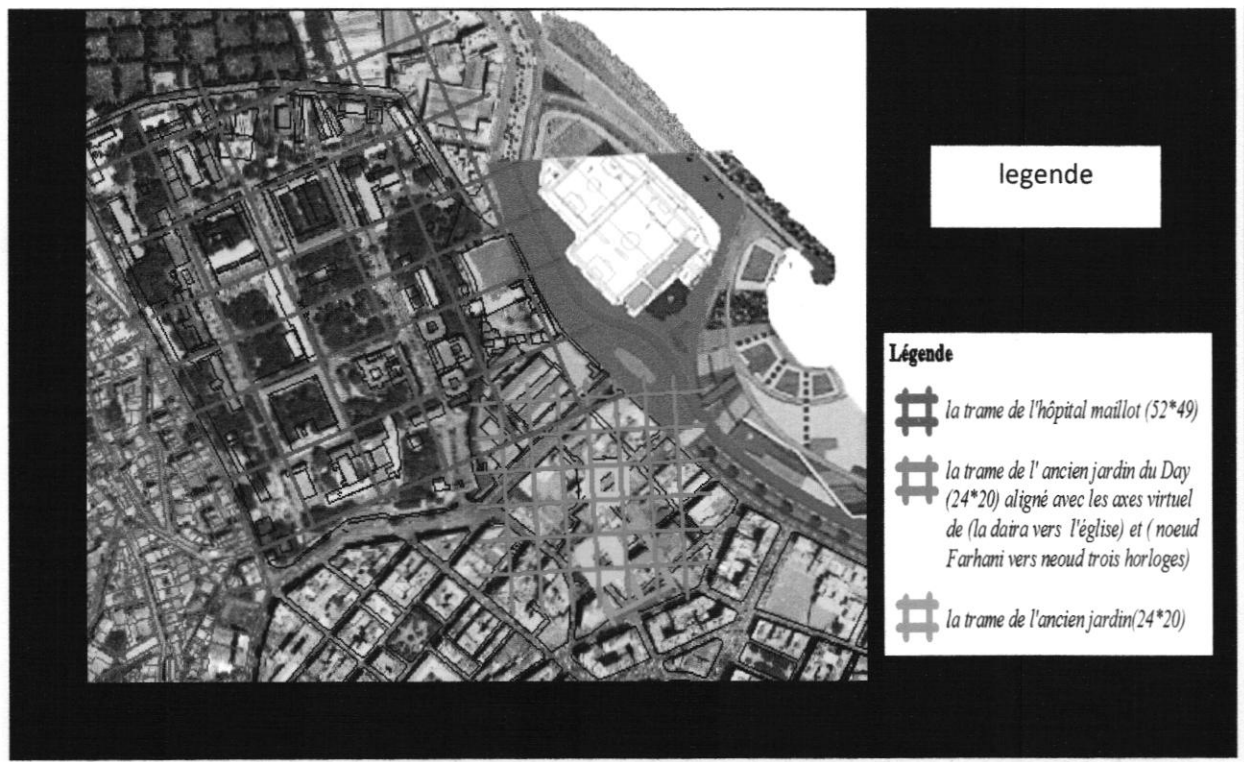 legende
Légende
la trame de l'hôpital maillot (52*49)
la trame de l' ancien jardin du Day
(24*20) aligné avec les axes virtuel
de (la daira vers l'église) et ( noeud
Farhani vers neoud trois horloges)
la trame de l'ancien jardin(24*20)